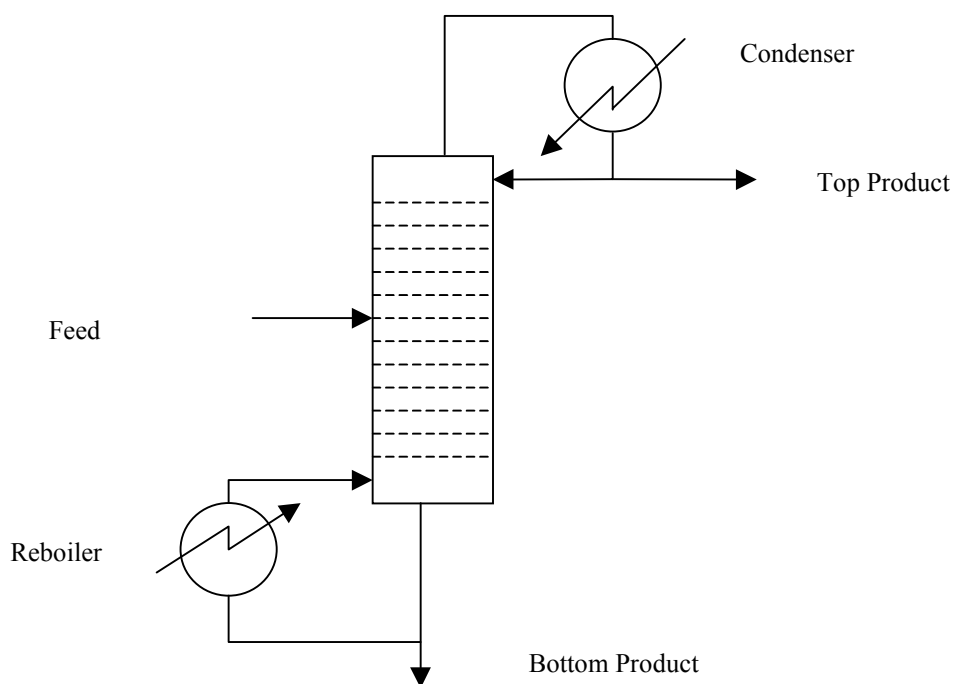 Condenser
Top Product
Feed
Reboiler
Bottom Product